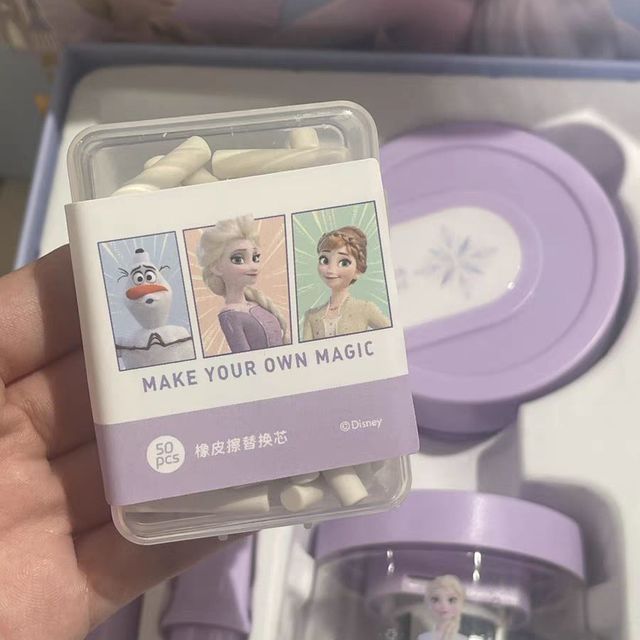 MAKE YOUR OWN MAGIC
50
pcs
橡皮擦替换芯
©Disney